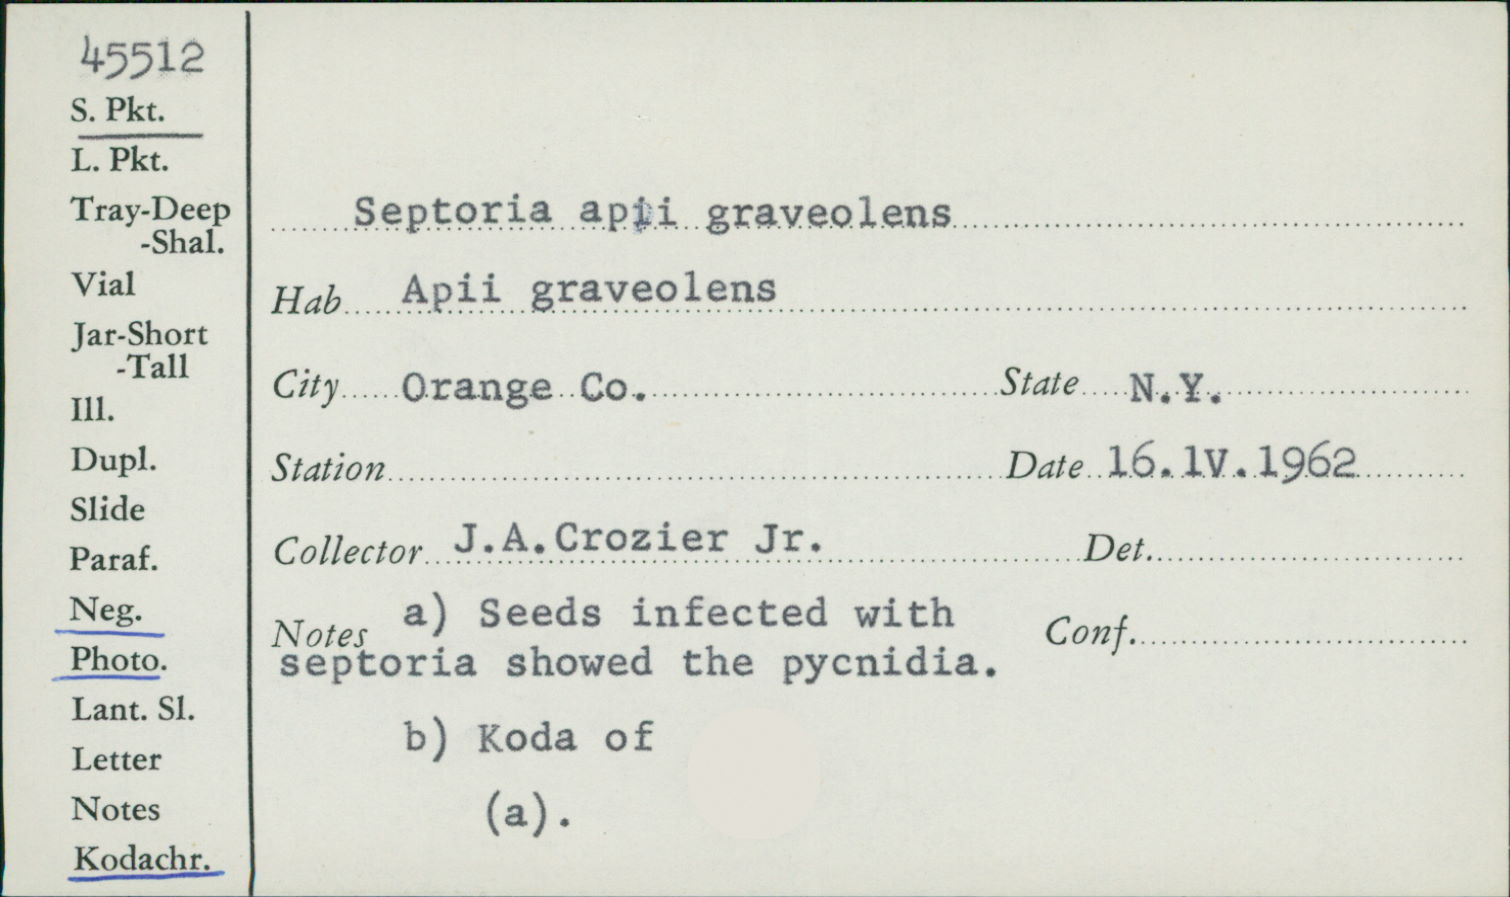 45512
S. Pkt.
L. Pkt.
Tray-Deep
-Shal.
Vial
Jar-Short
-Tall
Ill.
Dupl.
Slide
Paraf.
Neg.
Photo.
Lant. Sl.
Letter
Notes
Kodachr.
Septoria apii graveolens
Hab Apii graveolens
City Orange Co. State N.Y.
Station Date 16.1V.1962
Collector J.A.Crozier Jr. Det.
Notes a) Seeds infected with Conf.
septoria showed the pycnidia.
b) Koda of
(a).